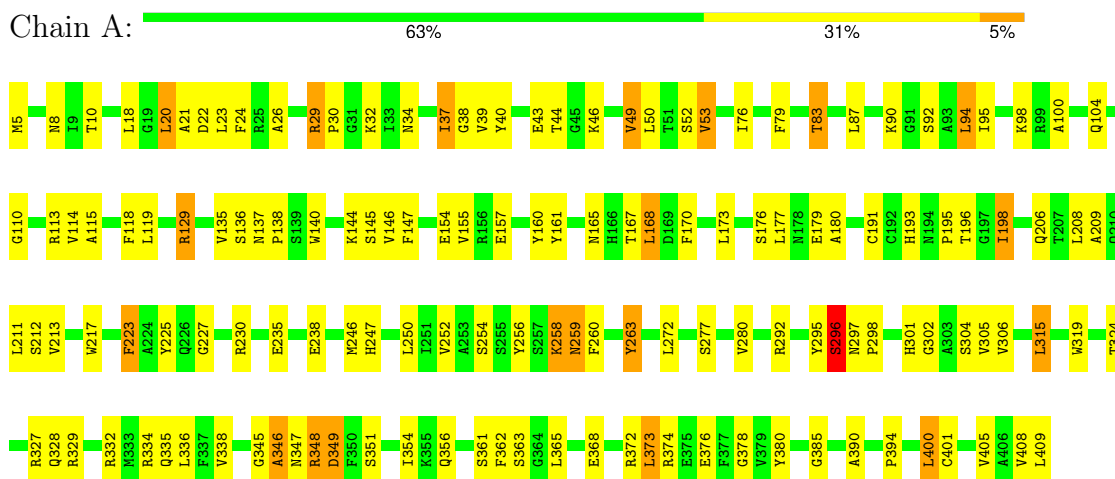 Chain A:
63% 31% 5%
M5 N8 I9 T10 L18 G19 L20 A21 D22 L23 F24 R25 A26 R29 P30 G31 K32 I33 N34 I37 G38 V39 Y40 E43 T44 G45 K46 V49 L50 T51 S52 V53 I76 F79 T83 L87 K90 G91 S92 A93 L94 I95 K98 R99 A100 Q104
G110 R113 V114 A115 F118 L119 R129 V135 S136 N137 P138 S139 W140 K144 S145 V146 F147 E154 V155 R156 E157 Y160 Y161 N165 H166 T167 L168 D169 F170 L173 S176 L177 N178 E179 A180 C191 C192 H193 N194 P195 T196 G197 I198 Q206 T207 L208 A209
L211 S212 V213 W217 F223 A224 Y225 Q226 G227 R230 E235 E238 M246 H247 L250 I251 V252 A253 S254 S255 Y256 S257 K258 N259 F260 Y263 L272 S277 V280 R292 Y295 S296 N297 P298 H301 G302 A303 S304 V305 V306 L315 W319
R327 Q328 R329 R332 M333 R334 Q335 L336 F337 V338 G345 A346 N347 R348 D349 F350 S351 I354 K355 Q356 S361 F362 S363 G364 L365 E368 R372 L373 R374 E375 E376 F377 G378 V379 Y380 G385 A390 P394 L400 C401 V405 A406 V408 L409